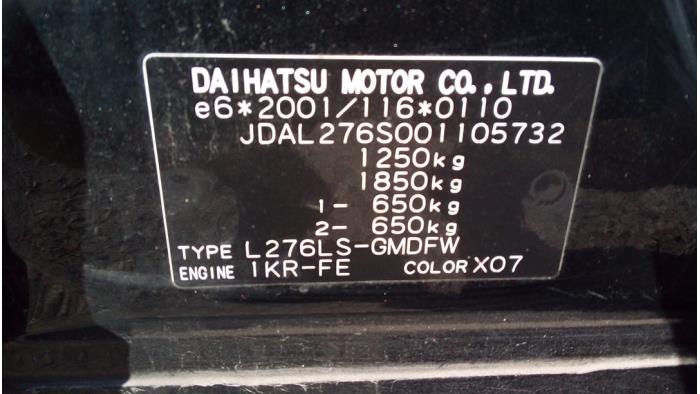 DAIHATSU MOTOR CO., LTD.
e6*2001/116*0110
JDAL276S001105732
1250kg
1850kg
1- 650kg
2- 650kg
TYPE L276LS-GMDFW
ENGINE 1KR-FE COLOR X07